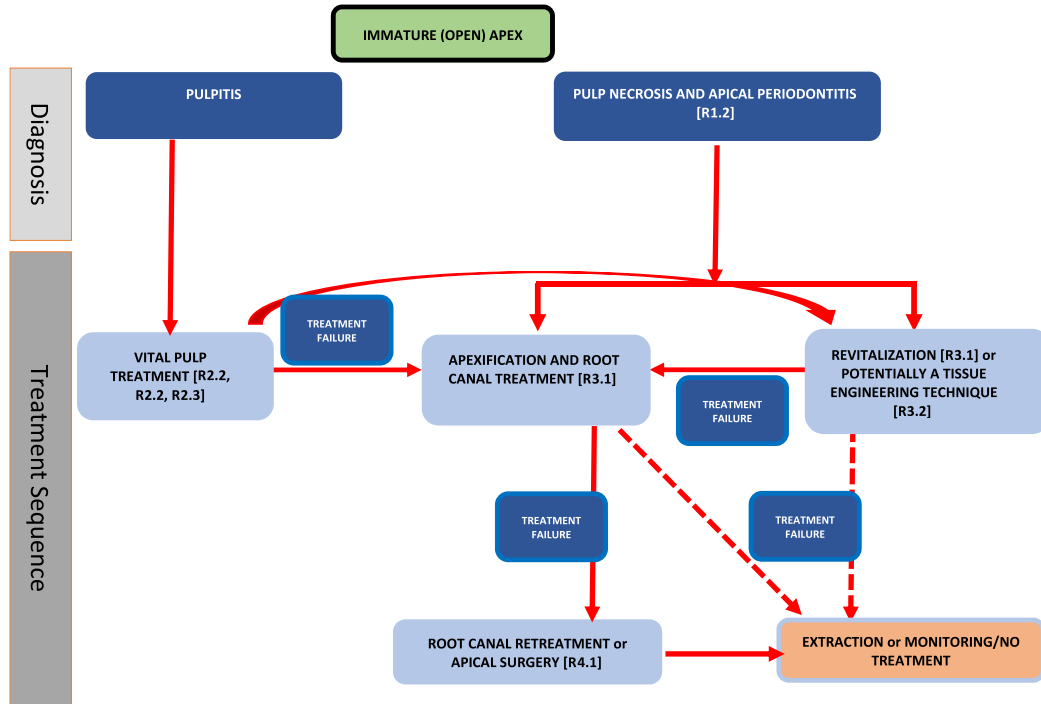 IMMATURE (OPEN) APEX
Diagnosis
PULPITIS
PULP NECROSIS AND APICAL PERIODONTITIS
[R1.2]
Treatment Sequence
TREATMENT
FAILURE
VITAL PULP
TREATMENT [R2.2,
R2.2, R2.3]
APEXIFICATION AND ROOT
CANAL TREATMENT [R3.1]
REVITALIZATION [R3.1] or
POTENTIALLY A TISSUE
ENGINEERING TECHNIQUE
[R3.2]
TREATMENT
FAILURE
TREATMENT
FAILURE
TREATMENT
FAILURE
ROOT CANAL RETREATMENT or
APICAL SURGERY [R4.1]
EXTRACTION or MONITORING/NO
TREATMENT